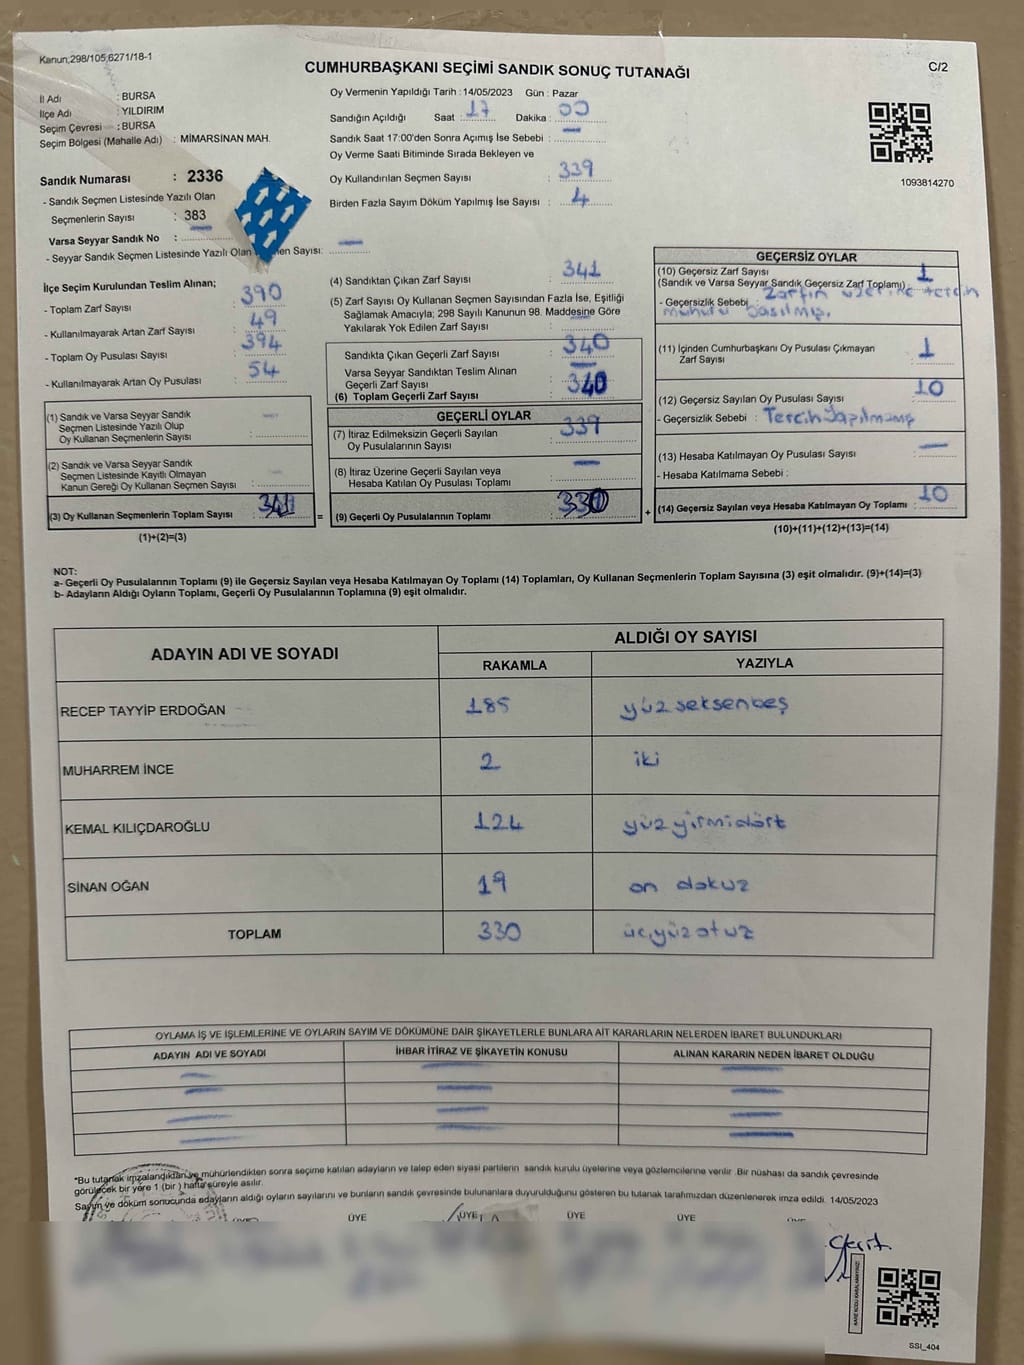 Kanun,298/105,6271/18-1
CUMHURBAŞKANI SEÇİMİ SANDIK SONUÇ TUTANAĞI
C/2
İl Adı : BURSA
İlçe Adı : YILDIRIM
Seçim Çevresi : BURSA
Seçim Bölgesi (Mahalle Adı) : MİMARSİNAN MAH.
Oy Vermenin Yapıldığı Tarih : 14/05/2023 Gün : Pazar
Sandığın Açıldığı Saat : 17 Dakika : 00
Sandık Saat 17:00'den Sonra Açımış İse Sebebi : —
Oy Verme Saati Bitiminde Sırada Bekleyen ve
Oy Kullandırılan Seçmen Sayısı : 339
Birden Fazla Sayım Döküm Yapılmış İse Sayısı : 4
1093814270
Sandık Numarası : 2336
- Sandık Seçmen Listesinde Yazılı Olan
Seçmenlerin Sayısı : 383
Varsa Seyyar Sandık No :
- Seyyar Sandık Seçmen Listesinde Yazılı Olan Sayısı: —
İlçe Seçim Kurulundan Teslim Alınan;
- Toplam Zarf Sayısı : 390
- Kullanılmayarak Artan Zarf Sayısı : 49
- Toplam Oy Pusulası Sayısı : 394
- Kullanılmayarak Artan Oy Pusulası : 54
(1) Sandık ve Varsa Seyyar Sandık
Seçmen Listesinde Yazılı Olup
Oy Kullanan Seçmenlerin Sayısı : —
(2) Sandık ve Varsa Seyyar Sandık
Seçmen Listesinde Kayıtlı Olmayan
Kanun Gereği Oy Kullanan Seçmen Sayısı : —
(3) Oy Kullanan Seçmenlerin Toplam Sayısı : 341
(1)+(2)=(3)
(4) Sandıktan Çıkan Zarf Sayısı : 341
(5) Zarf Sayısı Oy Kullanan Seçmen Sayısından Fazla İse, Eşitliği
Sağlamak Amacıyla; 298 Sayılı Kanunun 98. Maddesine Göre
Yakılarak Yok Edilen Zarf Sayısı :
Sandıkta Çıkan Geçerli Zarf Sayısı : 340
Varsa Seyyar Sandıktan Teslim Alınan
Geçerli Zarf Sayısı : —
(6) Toplam Geçerli Zarf Sayısı : 340
GEÇERLİ OYLAR
(7) İtiraz Edilmeksizin Geçerli Sayılan : 339
Oy Pusulalarının Sayısı
(8) İtiraz Üzerine Geçerli Sayılan veya : —
Hesaba Katılan Oy Pusulası Toplamı
= (9) Geçerli Oy Pusulalarının Toplamı : 330
GEÇERSİZ OYLAR
(10) Geçersiz Zarf Sayısı : 1
(Sandık ve Varsa Seyyar Sandık Geçersiz Zarf Toplamı)
- Geçersizlik Sebebi : Zarfın üzerine tercih
mühürü basılmış.
(11) İçinden Cumhurbaşkanı Oy Pusulası Çıkmayan
Zarf Sayısı : 1
(12) Geçersiz Sayılan Oy Pusulası Sayısı : 10
- Geçersizlik Sebebi : Tercih Yapılmamış
(13) Hesaba Katılmayan Oy Pusulası Sayısı : —
- Hesaba Katılmama Sebebi :
+ (14) Geçersiz Sayılan veya Hesaba Katılmayan Oy Toplamı : 10
(10)+(11)+(12)+(13)=(14)
NOT:
a- Geçerli Oy Pusulalarının Toplamı (9) ile Geçersiz Sayılan veya Hesaba Katılmayan Oy Toplamı (14) Toplamları, Oy Kullanan Seçmenlerin Toplam Sayısına (3) eşit olmalıdır. (9)+(14)=(3)
b- Adayların Aldığı Oyların Toplamı, Geçerli Oy Pusulalarının Toplamına (9) eşit olmalıdır.
ADAYIN ADI VE SOYADI
ALDIĞI OY SAYISI
RAKAMLA YAZIYLA
RECEP TAYYİP ERDOĞAN 185 yüzseksenbeş
MUHARREM İNCE 2 iki
KEMAL KILIÇDAROĞLU 124 yüzyirmidört
SİNAN OĞAN 19 on dokuz
TOPLAM 330 üçyüzotuz
OYLAMA İŞ VE İŞLEMLERİNE VE OYLARIN SAYIM VE DÖKÜMÜNE DAİR ŞİKAYETLERLE BUNLARA AİT KARARLARIN NELERDEN İBARET BULUNDUKLARI
ADAYIN ADI VE SOYADI İHBAR İTİRAZ VE ŞİKAYETİN KONUSU ALINAN KARARIN NEDEN İBARET OLDUĞU
*Bu tutanak imzalandıktan ve mühürlendikten sonra seçime katılan adayların ve talep eden siyasi partilerin sandık kurulu üyelerine veya gözlemcilerine verilir .Bir nüshası da sandık çevresinde
görülecek bir yere 1 (bir ) hafta süreyle asılır.
Sayım ve döküm sonucunda adayların aldığı oyların sayılarını ve bunların sandık çevresinde bulunanlara duyurulduğunu gösteren bu tutanak tarafımızdan düzenlenerek imza edildi. 14/05/2023
ÜYE ÜYE ÜYE ÜYE
SSİ_404